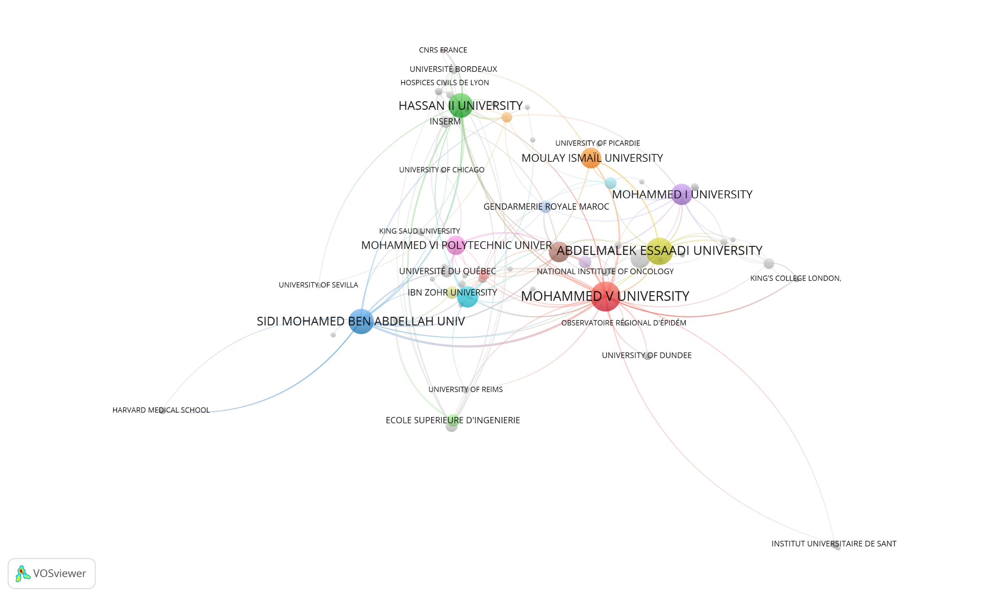 CNRS FRANCE
UNIVERSITÉ BORDEAUX
HOSPICES CIVILS DE LYON
HASSAN II UNIVERSITY
INSERM
UNIVERSITY OF PICARDIE
MOULAY ISMAÏL UNIVERSITY
UNIVERSITY OF CHICAGO
MOHAMMED I UNIVERSITY
GENDARMERIE ROYALE MAROC
KING SAUD UNIVERSITY
MOHAMMED VI POLYTECHNIC UNIVER
ABDELMALEK ESSAADI UNIVERSITY
UNIVERSITÉ DU QUÉBEC
NATIONAL INSTITUTE OF ONCOLOGY
KING’S COLLEGE LONDON,
UNIVERSITY OF SEVILLA
IBN ZOHR UNIVERSITY
MOHAMMED V UNIVERSITY
SIDI MOHAMED BEN ABDELLAH UNIV
OBSERVATOIRE RÉGIONAL D'ÉPIDÉM
UNIVERSITY OF DUNDEE
UNIVERSITY OF REIMS
HARVARD MEDICAL SCHOOL
ECOLE SUPERIEURE D'INGENIERIE
INSTITUT UNIVERSITAIRE DE SANT
VOSviewer